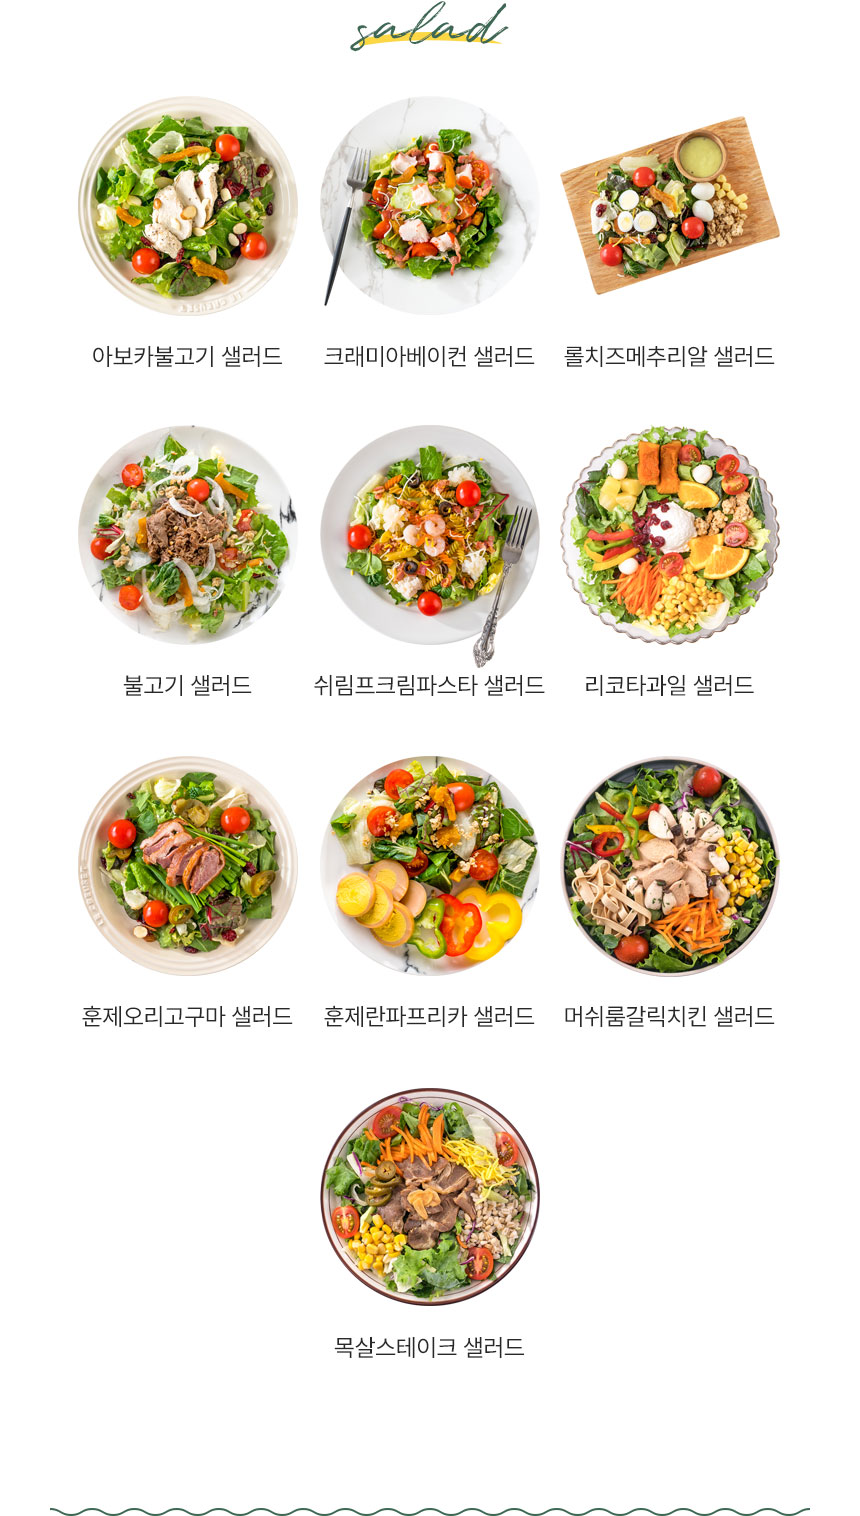 salad
아보카불고기 샐러드
크래미아베이컨 샐러드
롤치즈메추리알 샐러드
불고기 샐러드
쉬림프크림파스타 샐러드
리코타과일 샐러드
훈제오리고구마 샐러드
훈제란파프리카 샐러드
머쉬룸갈릭치킨 샐러드
목살스테이크 샐러드